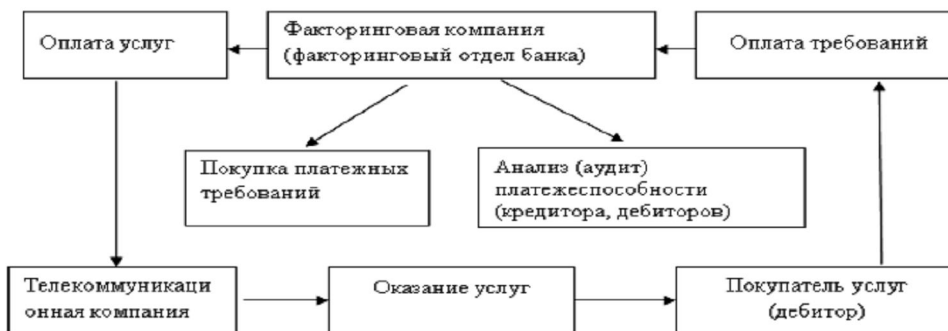 Оплата услуг
Факторинговая компания
(факторинговый отдел банка)
Оплата требований
Покупка платежных
требований
Анализ (аудит)
платежеспособности
(кредитора, дебиторов)
Телекоммуникаци
онная компания
Оказание услуг
Покупатель услуг
(дебитор)